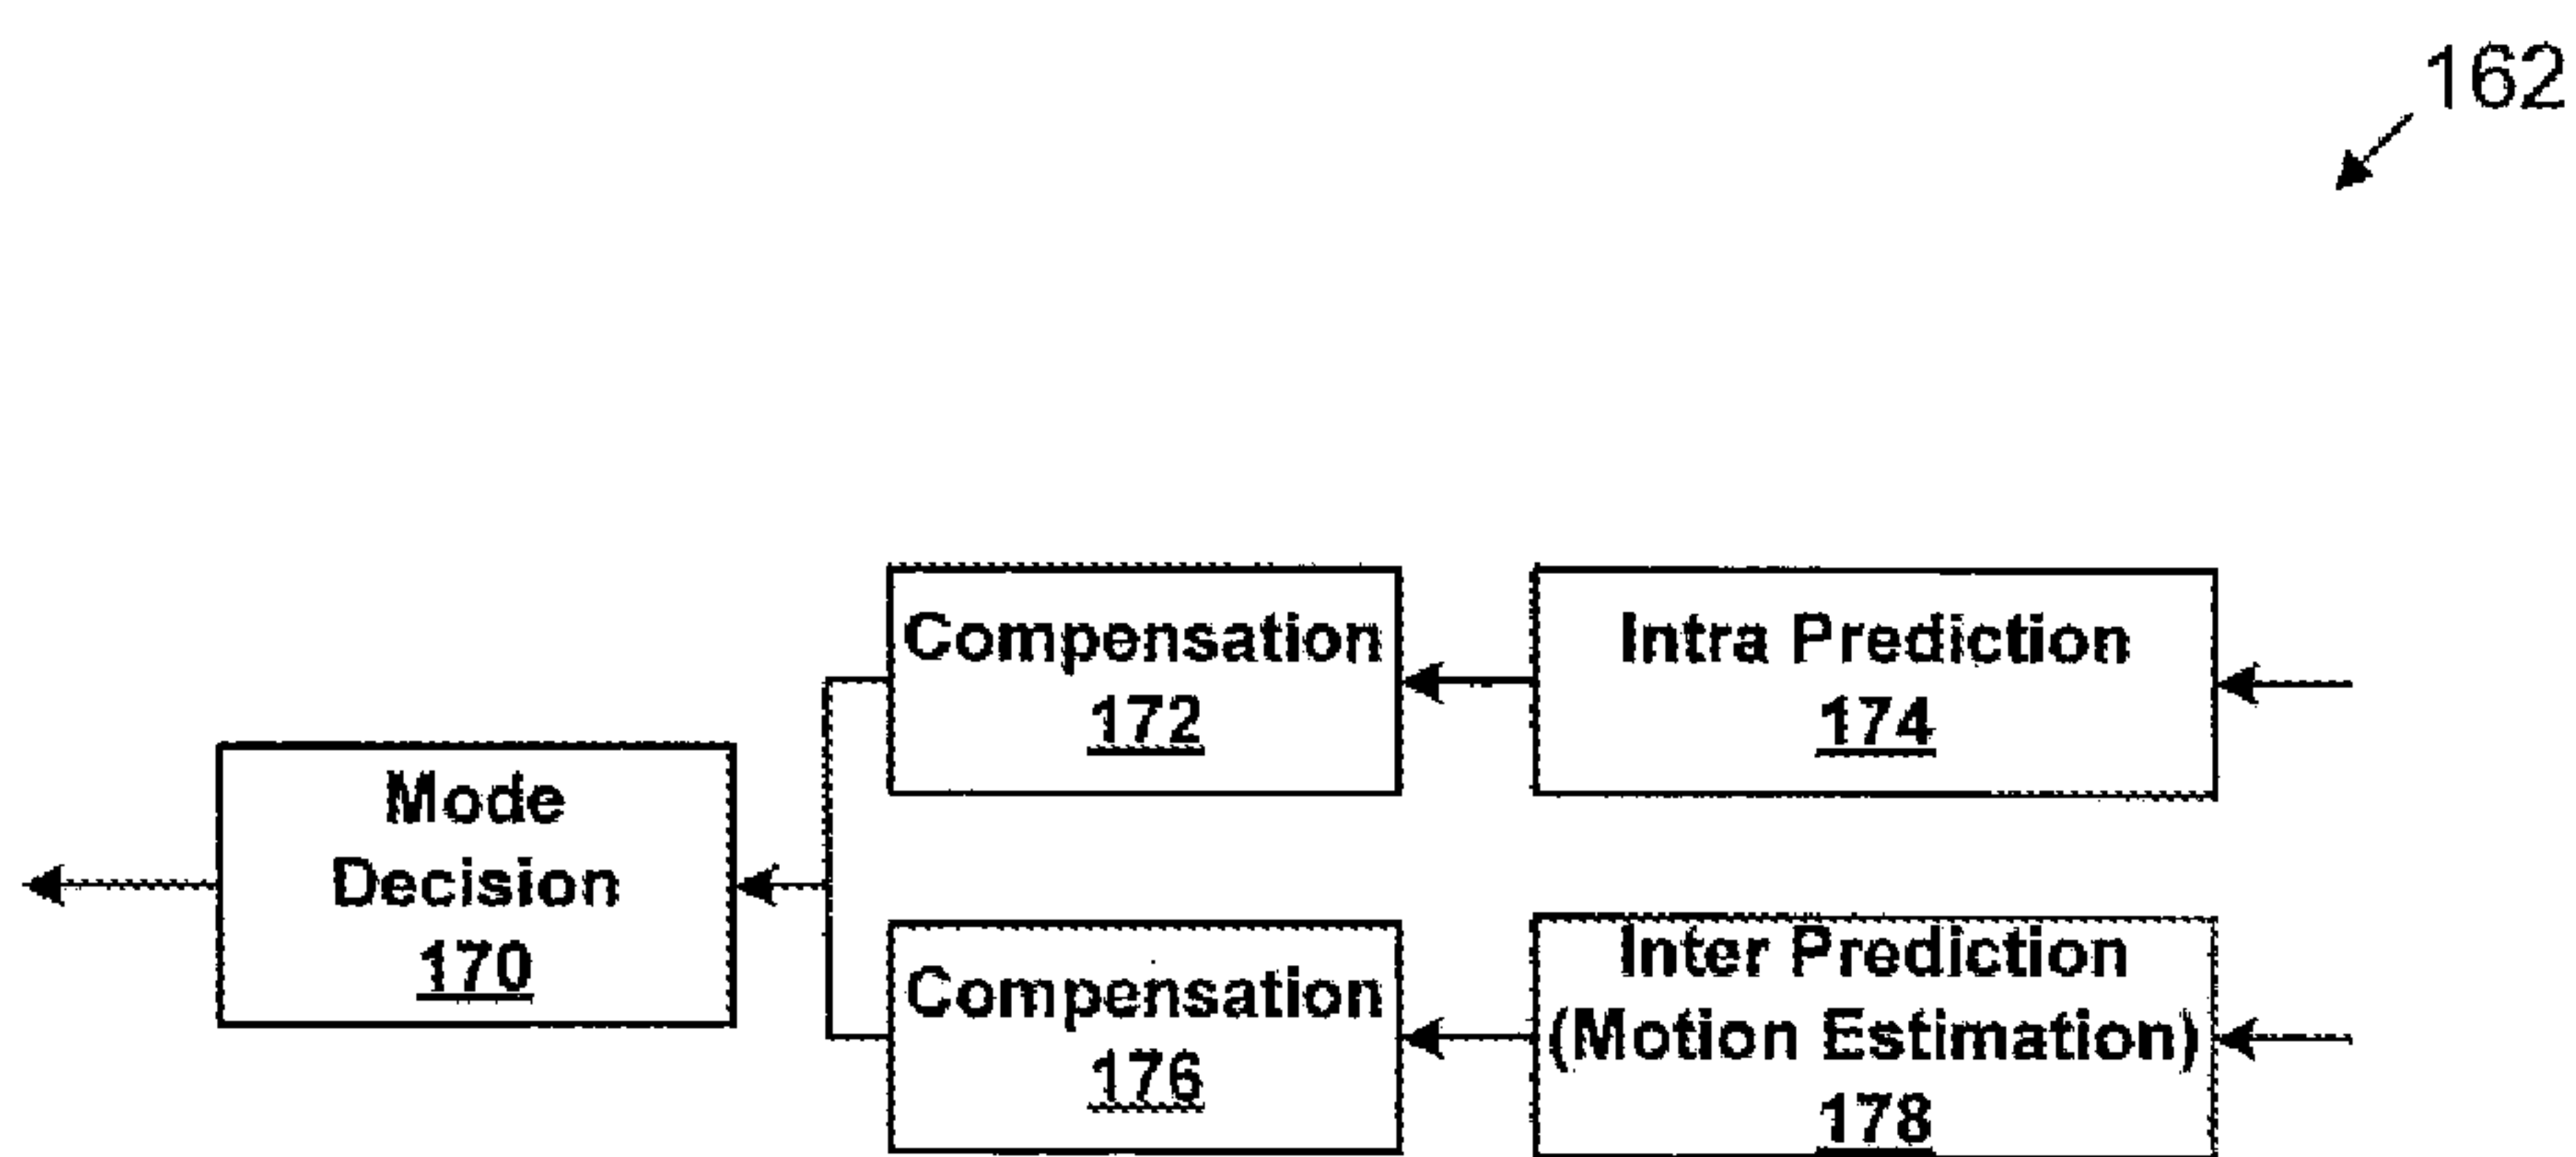 162
Compensation
172
Intra Prediction
174
Mode
Decision
170
Compensation
176
Inter Prediction
(Motion Estimation)
178